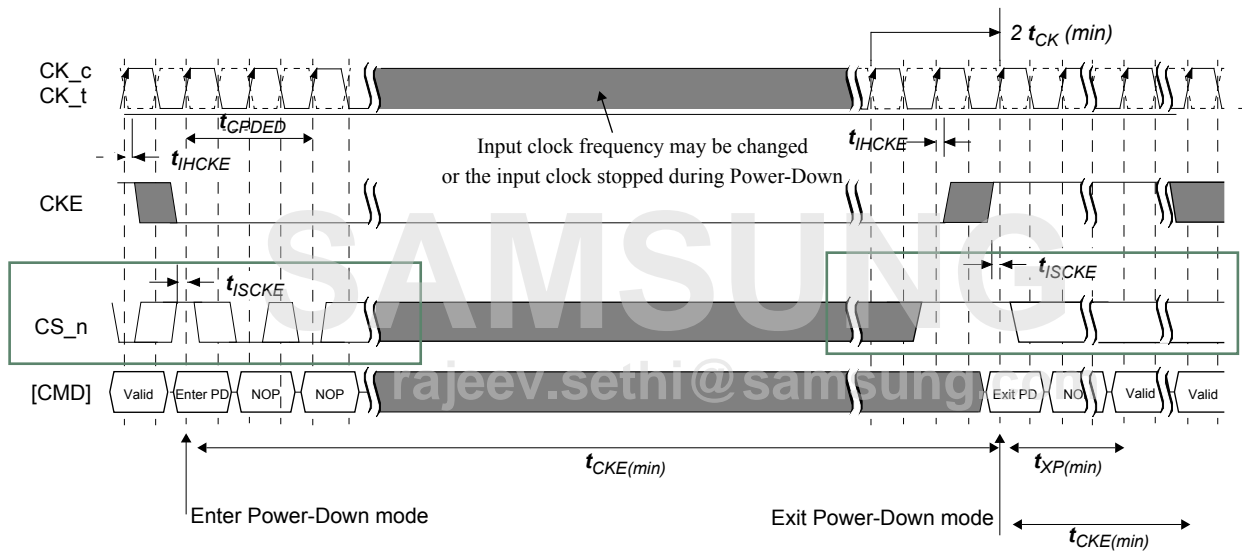 2 tCK (min)
CK_c
CK_t
tCPDED
tIHCKE
Input clock frequency may be changed
or the input clock stopped during Power-Down
tIHCKE
CKE
SAMSUNG
tISCKE
tISCKE
CS_n
rajeev.sethi@samsung.com
[CMD]
Valid
Enter PD
NOP
NOP
Exit PD
NO
Valid
Valid
tCKE(min)
tXP(min)
Enter Power-Down mode
Exit Power-Down mode
tCKE(min)